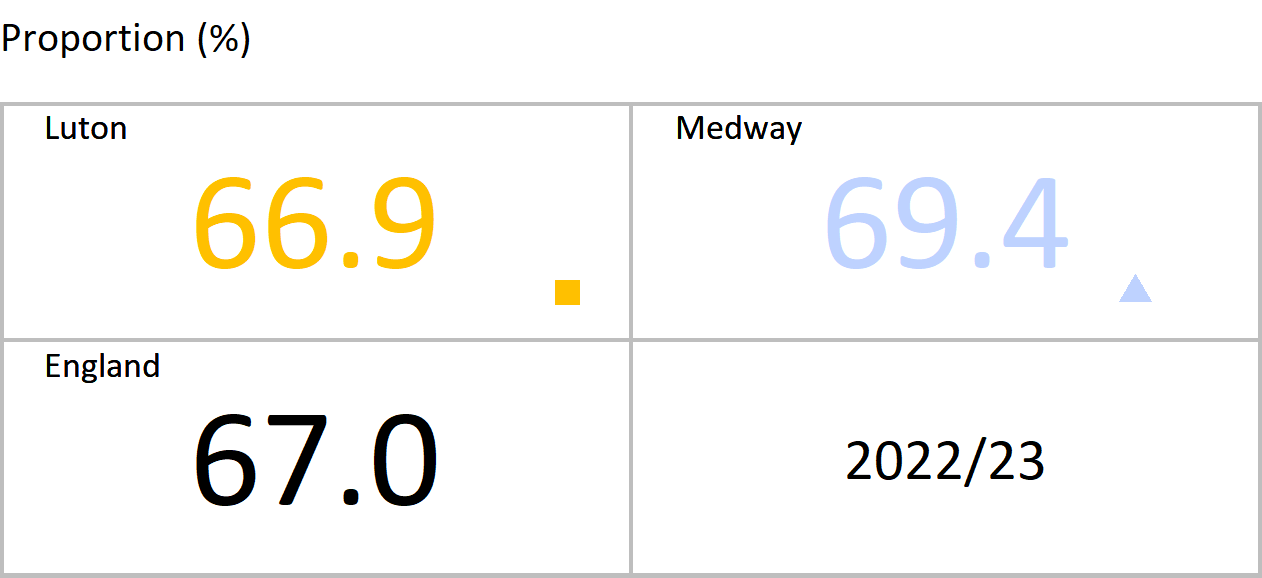 Proportion (%)
Luton
66.9
Medway
69.4
England
67.0
2022/23